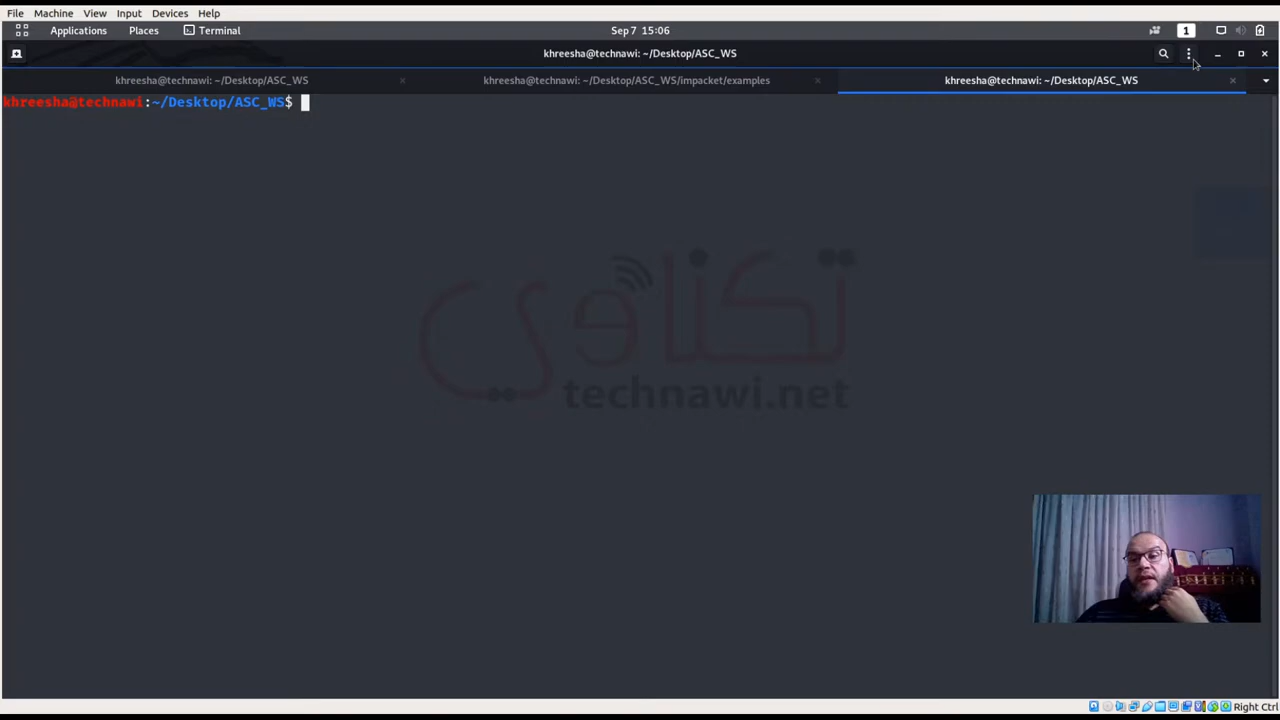 File Machine View Input Devices Help
Applications Places Terminal Sep 7 15:06 1
khreesha@technawi: ~/Desktop/ASC_WS
khreesha@technawi: ~/Desktop/ASC_WS khreesha@technawi: ~/Desktop/ASC_WS/impacket/examples khreesha@technawi: ~/Desktop/ASC_WS
khreesha@technawi:~/Desktop/ASC_WS$
تكناوي
technawi.net
Right Ctrl